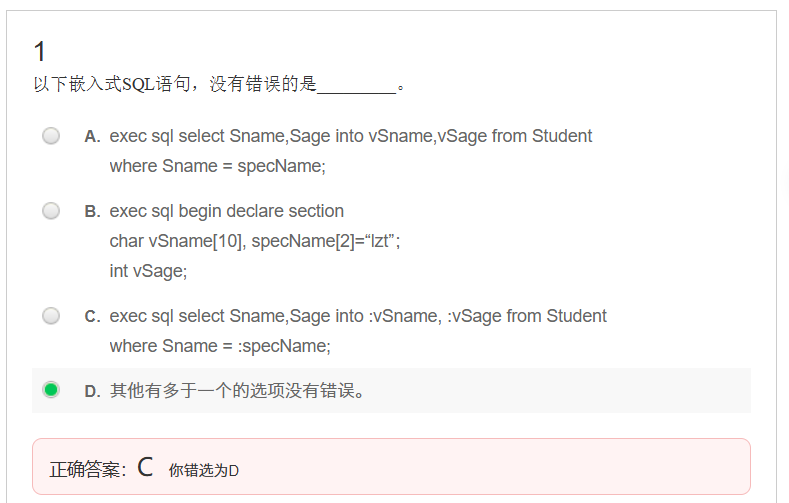 1
以下嵌入式SQL语句，没有错误的是_________。
A. exec sql select Sname,Sage into vSname,vSage from Student
where Sname = specName;
B. exec sql begin declare section
char vSname[10], specName[2]=“lzt”;
int vSage;
C. exec sql select Sname,Sage into :vSname, :vSage from Student
where Sname = :specName;
D. 其他有多于一个的选项没有错误。
正确答案：C 你错选为D